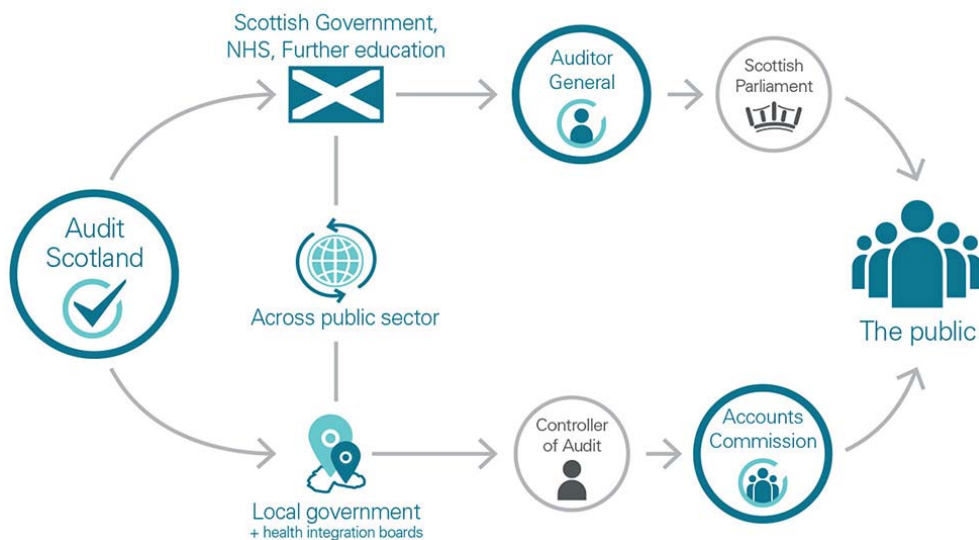 Scottish Government,
NHS, Further education
Auditor
General
Scottish
Parliament
Audit
Scotland
Across public sector
The public
Controller
of Audit
Accounts
Commission
Local government
+ health integration boards